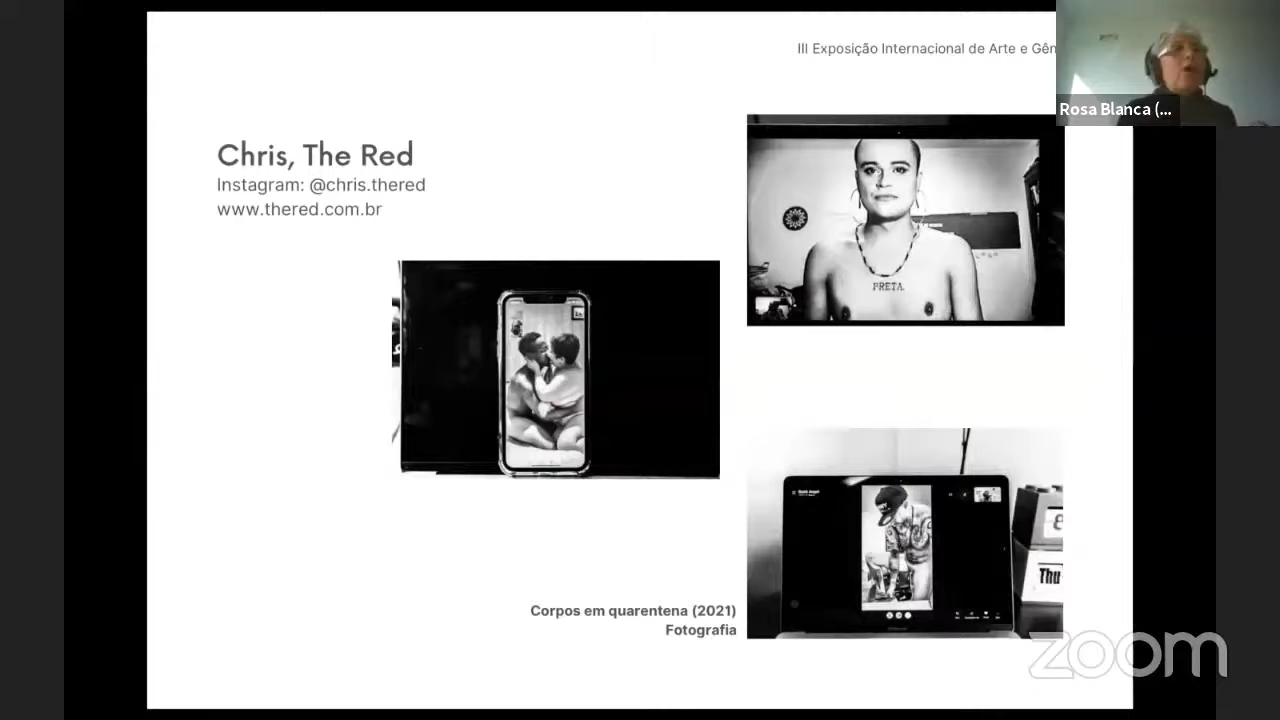 III Exposição Internacional de Arte e Gên
Rosa Blanca (...
Chris, The Red
Instagram: @chris.thered
www.thered.com.br
PRETA
Corpos em quarentena (2021)
Fotografia
Thu
zoom